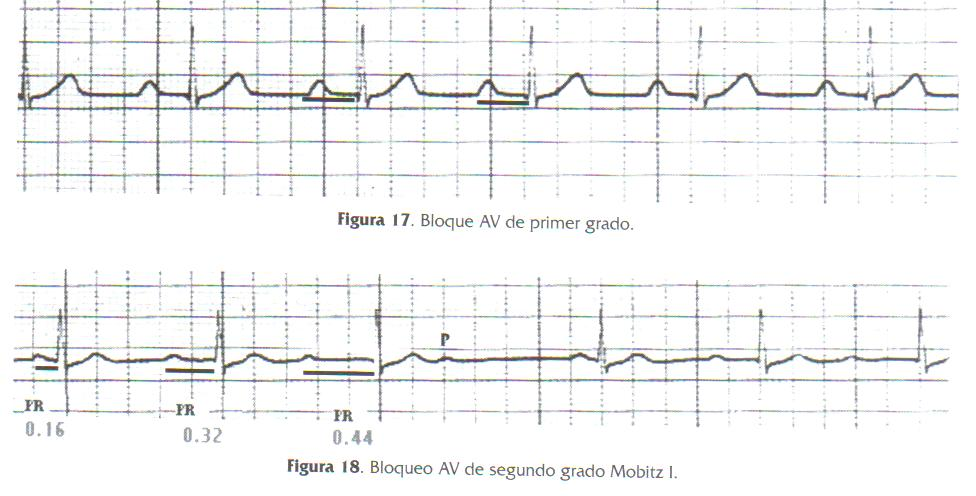 Figura 17. Bloque AV de primer grado.
P
PR PR PR
0.16 0.32 0.44
Figura 18. Bloqueo AV de segundo grado Mobitz I.